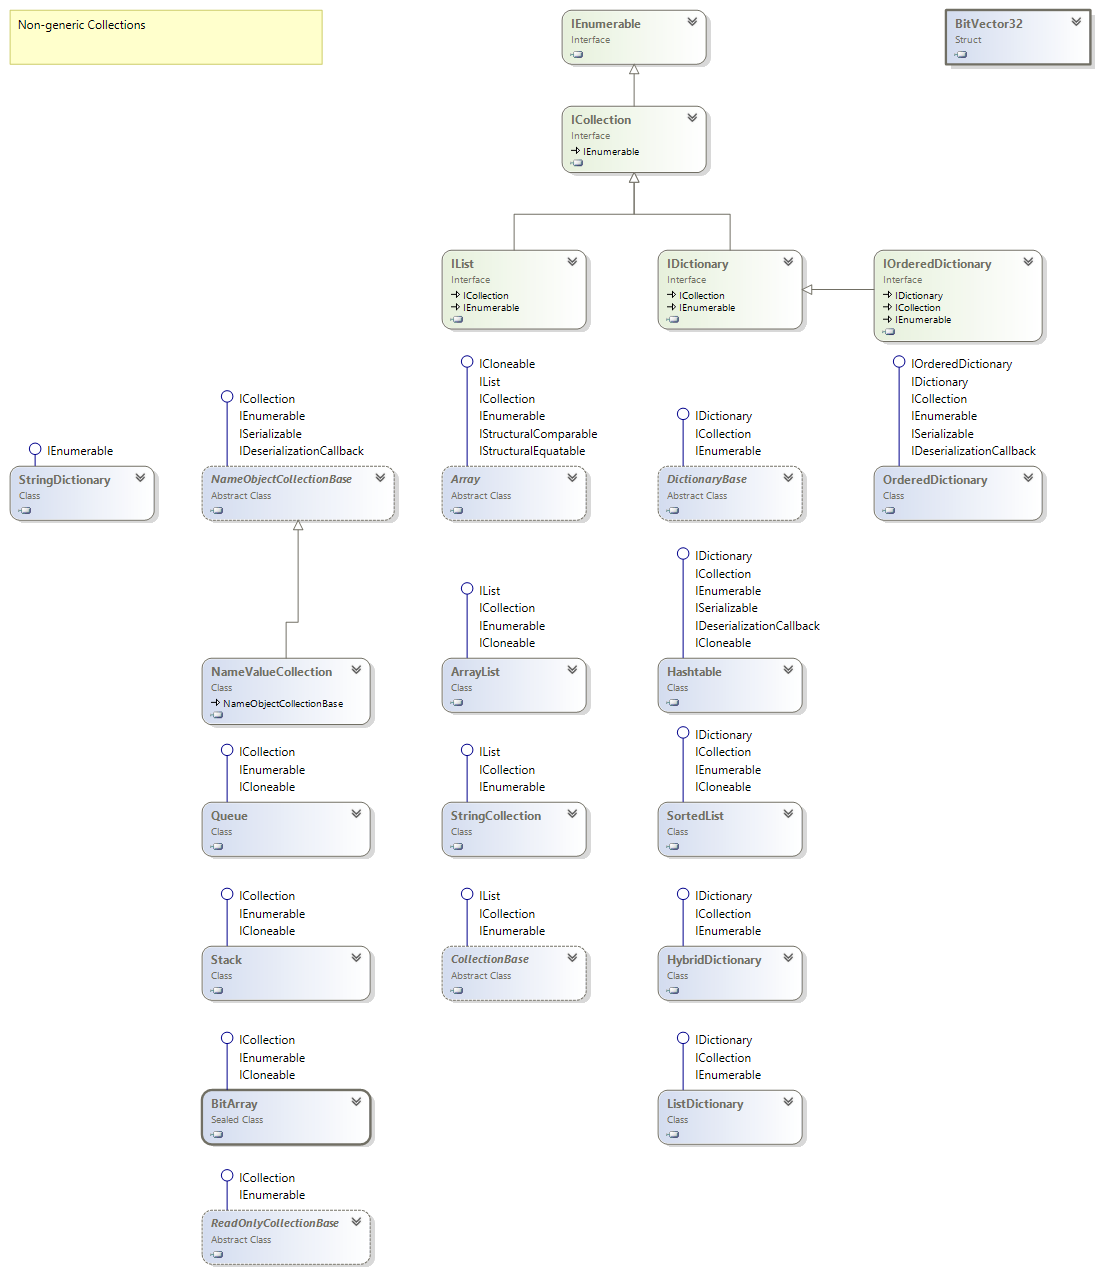 Non-generic Collections
IEnumerable
Interface
BitVector32
Struct
ICollection
Interface
IEnumerable
IList
Interface
ICollection
IEnumerable
IDictionary
Interface
ICollection
IEnumerable
IOrderedDictionary
Interface
IDictionary
ICollection
IEnumerable
IEnumerable
StringDictionary
Class
ICollection
IEnumerable
ISerializable
IDeserializationCallback
NameObjectCollectionBase
Abstract Class
ICloneable
IList
ICollection
IEnumerable
IStructuralComparable
IStructuralEquatable
Array
Abstract Class
IDictionary
ICollection
IEnumerable
DictionaryBase
Abstract Class
IOrderedDictionary
IDictionary
ICollection
IEnumerable
ISerializable
IDeserializationCallback
OrderedDictionary
Class
NameValueCollection
Class
NameObjectCollectionBase
IList
ICollection
IEnumerable
ICloneable
ArrayList
Class
IDictionary
ICollection
IEnumerable
ISerializable
IDeserializationCallback
ICloneable
Hashtable
Class
ICollection
IEnumerable
ICloneable
Queue
Class
IList
ICollection
IEnumerable
StringCollection
Class
IDictionary
ICollection
IEnumerable
ICloneable
SortedList
Class
ICollection
IEnumerable
ICloneable
Stack
Class
IList
ICollection
IEnumerable
CollectionBase
Abstract Class
IDictionary
ICollection
IEnumerable
HybridDictionary
Class
ICollection
IEnumerable
ICloneable
BitArray
Sealed Class
IDictionary
ICollection
IEnumerable
ListDictionary
Class
ICollection
IEnumerable
ReadOnlyCollectionBase
Abstract Class